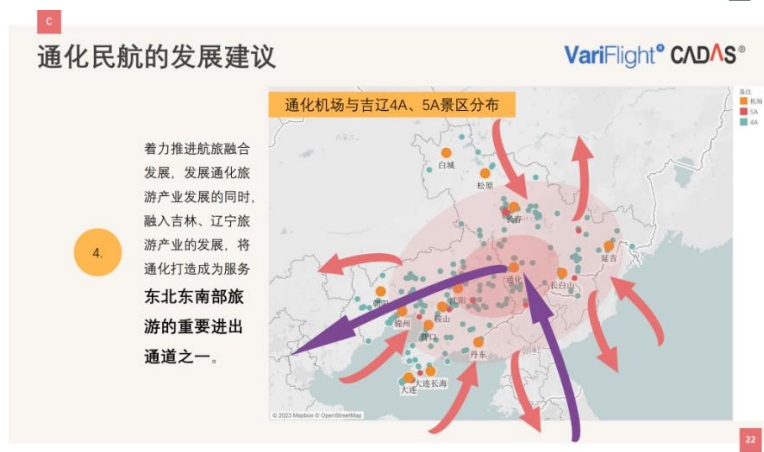 C
通化民航的发展建议
VariFlight CADAS®
通化机场与吉辽4A、5A景区分布
备注
机场
5A
4A
4.
着力推进航旅融合
发展，发展通化旅
游产业发展的同时，
融入吉林、辽宁旅
游产业的发展，将
通化打造成为服务
东北东南部旅
游的重要进出
通道之一。
白城
松原
长春
延吉
通化
长白山
沈阳
锦州
鞍山
营口
丹东
大连
大连长海
© 2023 Mapbox © OpenStreetMap
22